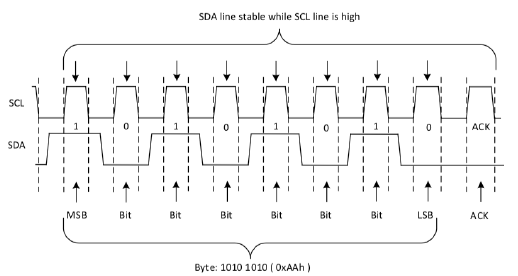 SDA line stable while SCL line is high
SCL
1 0 1 0 1 0 1 0 ACK
SDA
MSB Bit Bit Bit Bit Bit Bit LSB ACK
Byte: 1010 1010 ( 0xAAh )